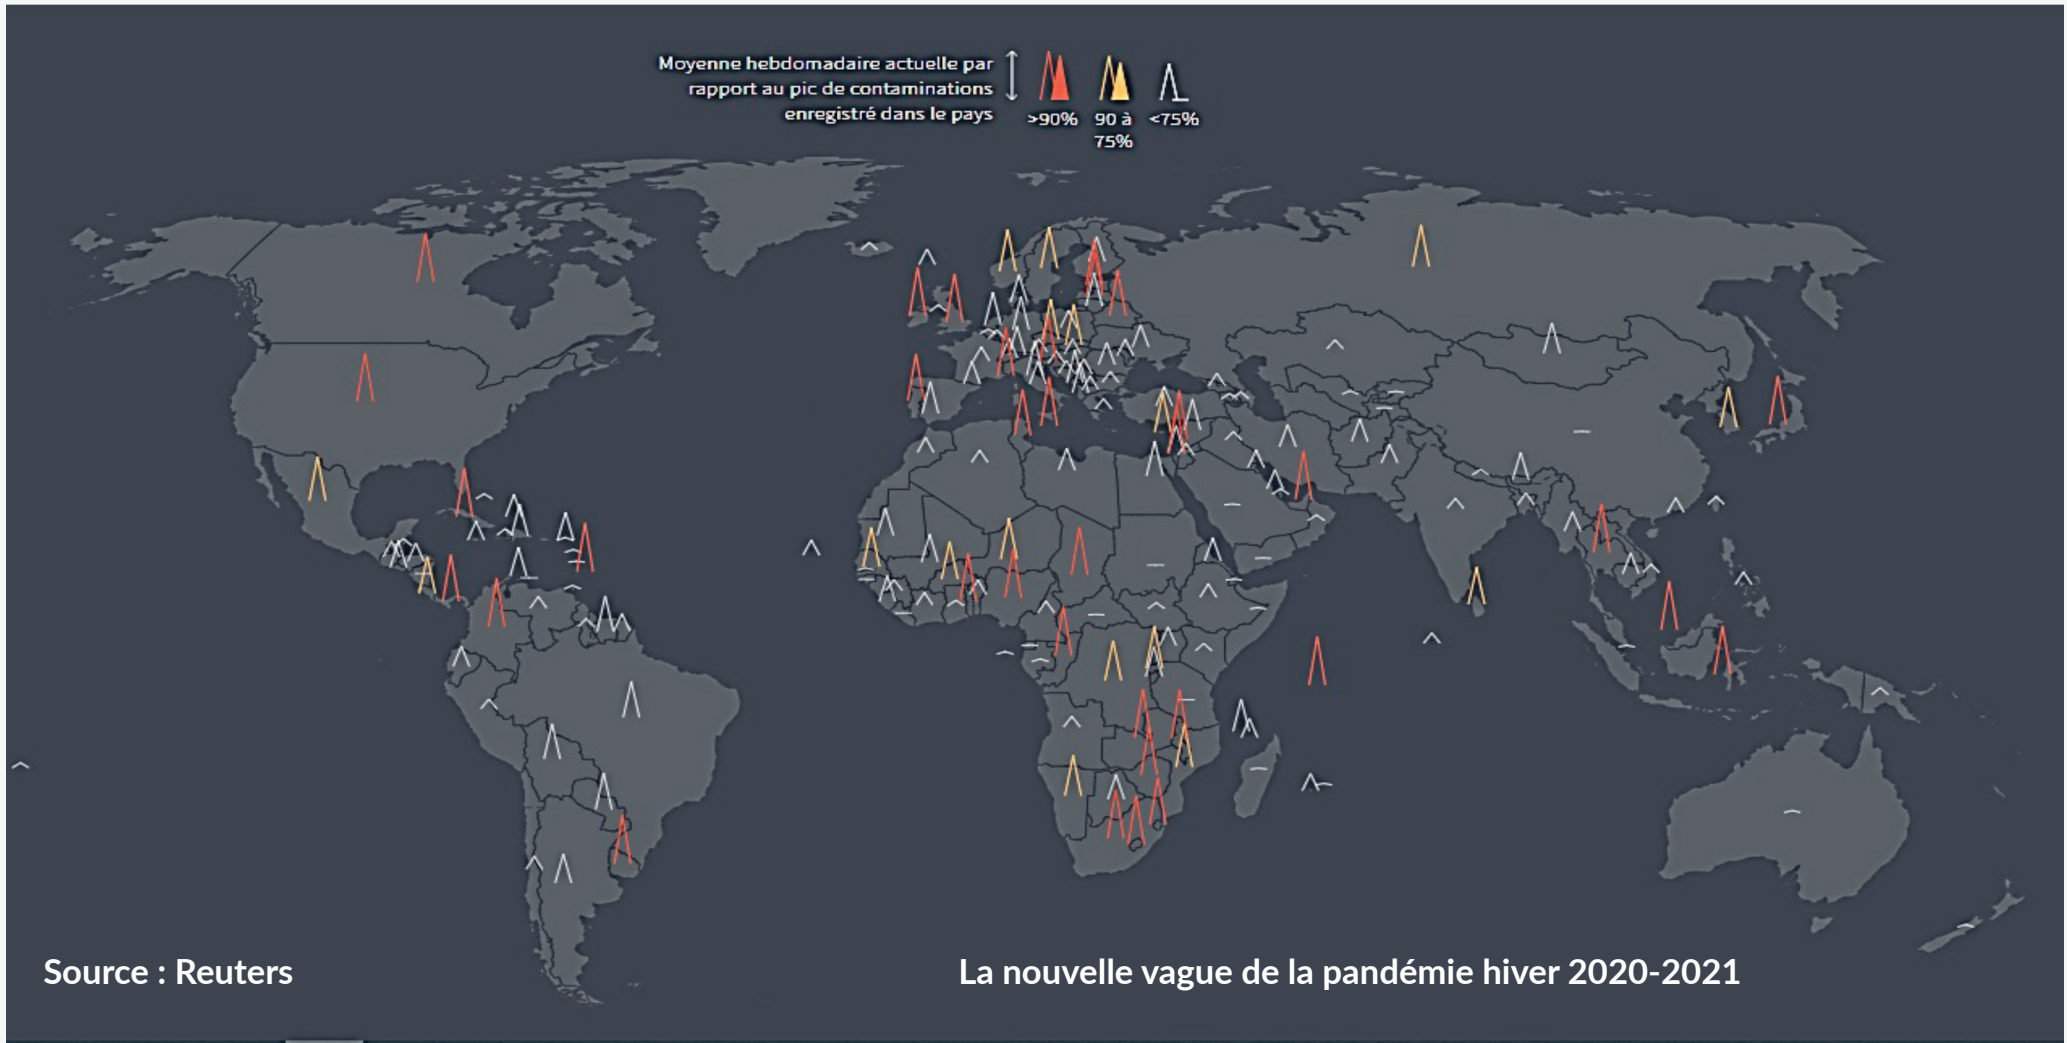 Moyenne hebdomadaire actuelle par
rapport au pic de contaminations
enregistré dans le pays
>90%
90 à
75%
<75%
Source : Reuters
La nouvelle vague de la pandémie hiver 2020-2021